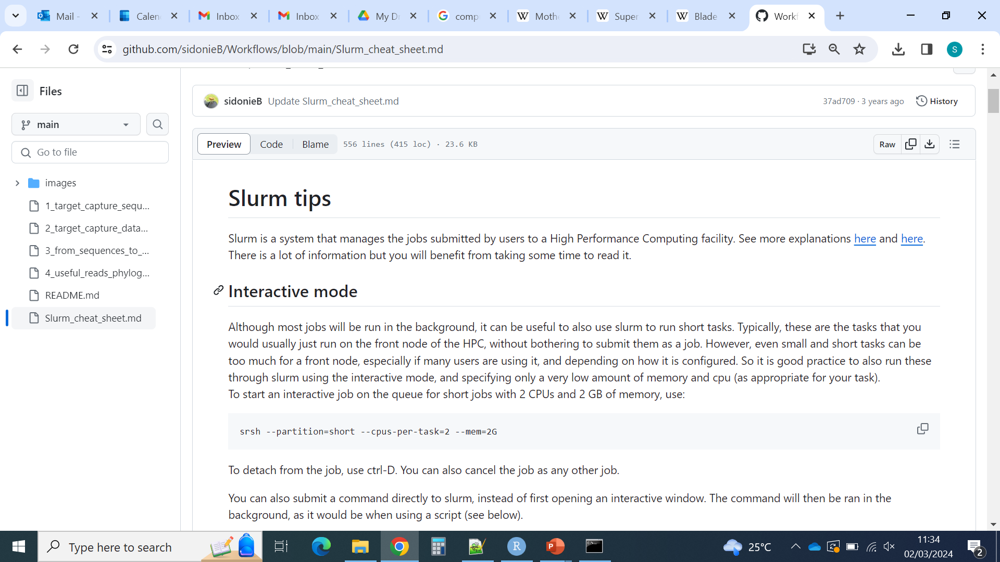 Mail -
Calen
Inbox
Inbox
My Dr
comp
Mothe
Super
Blade
Workf
github.com/sidonieB/Workflows/blob/main/Slurm_cheat_sheet.md
S
Files
main
Go to file
images
1_target_capture_sequ...
2_target_capture_data...
3_from_sequences_to_...
4_useful_reads_phylog...
README.md
Slurm_cheat_sheet.md
sidonieB Update Slurm_cheat_sheet.md
37ad709 · 3 years ago
History
Preview
Code
Blame
556 lines (415 loc) · 23.6 KB
Raw
Slurm tips
Slurm is a system that manages the jobs submitted by users to a High Performance Computing facility. See more explanations here and here.
There is a lot of information but you will benefit from taking some time to read it.
Interactive mode
Although most jobs will be run in the background, it can be useful to also use slurm to run short tasks. Typically, these are the tasks that you
would usually just run on the front node of the HPC, without bothering to submit them as a job. However, even small and short tasks can be
too much for a front node, especially if many users are using it, and depending on how it is configured. So it is good practice to also run these
through slurm using the interactive mode, and specifying only a very low amount of memory and cpu (as appropriate for your task).
To start an interactive job on the queue for short jobs with 2 CPUs and 2 GB of memory, use:
srsh --partition=short --cpus-per-task=2 --mem=2G
To detach from the job, use ctrl-D. You can also cancel the job as any other job.
You can also submit a command directly to slurm, instead of first opening an interactive window. The command will then be ran in the
background, as it would be when using a script (see below).
Type here to search
25°C
11:34
02/03/2024
2